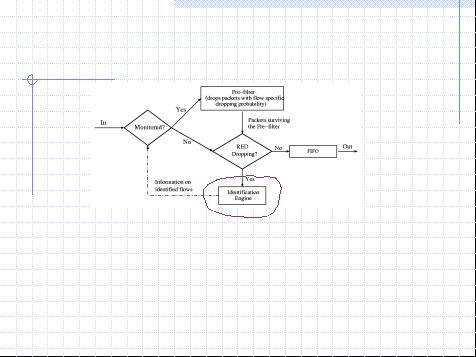 Pre-filter
(drops packets with flow specific
dropping probability)
Yes
In
Monitored?
Packets surviving
the Pre-filter
No
RED
Dropping?
No
FIFO
Out
Yes
Information on
identified flows
Identification
Engine